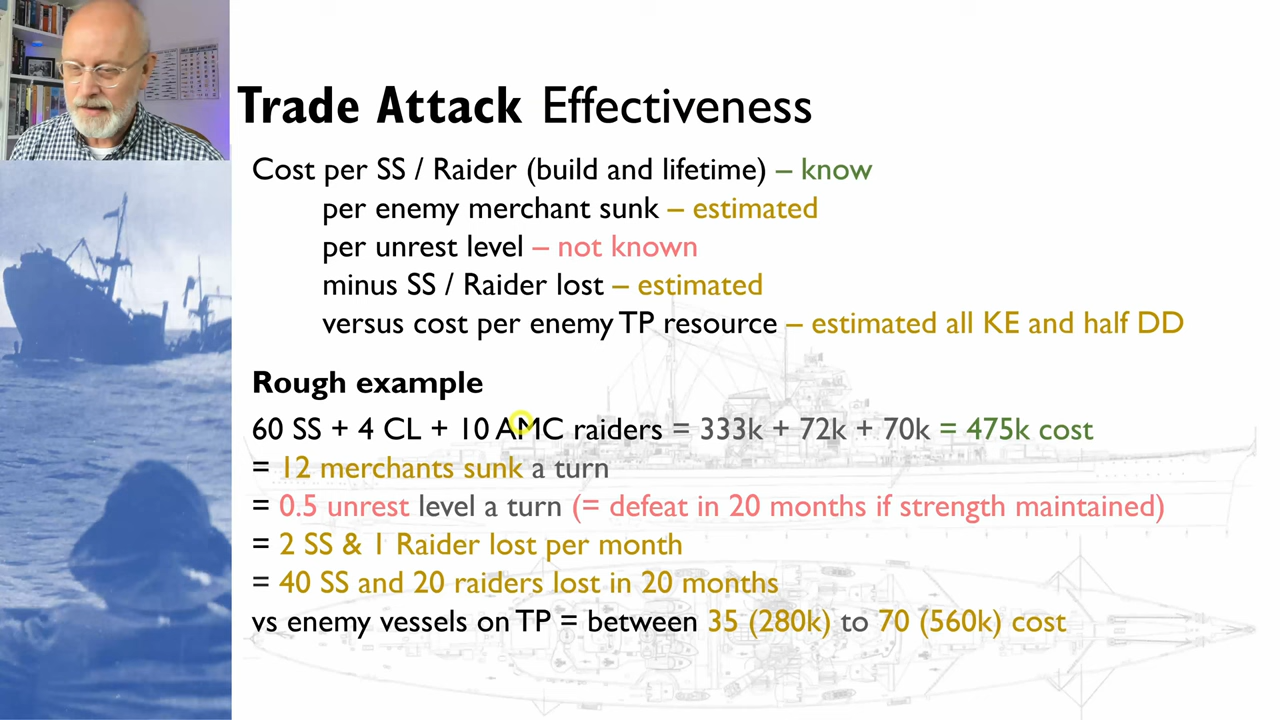 Trade Attack Effectiveness
Cost per SS / Raider (build and lifetime) – know
per enemy merchant sunk – estimated
per unrest level – not known
minus SS / Raider lost – estimated
versus cost per enemy TP resource – estimated all KE and half DD
Rough example
60 SS + 4 CL + 10 AMC raiders = 333k + 72k + 70k = 475k cost
= 12 merchants sunk a turn
= 0.5 unrest level a turn (= defeat in 20 months if strength maintained)
= 2 SS & 1 Raider lost per month
= 40 SS and 20 raiders lost in 20 months
vs enemy vessels on TP = between 35 (280k) to 70 (560k) cost